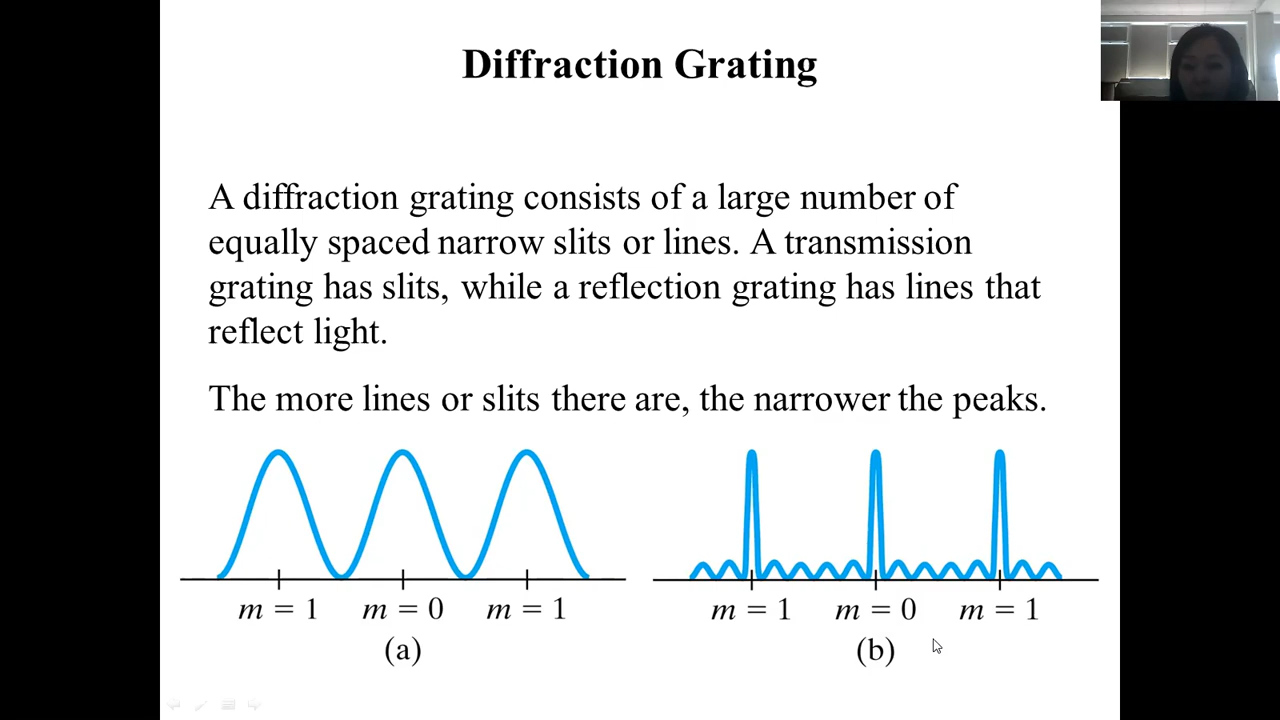 Diffraction Grating
A diffraction grating consists of a large number of
equally spaced narrow slits or lines. A transmission
grating has slits, while a reflection grating has lines that
reflect light.
The more lines or slits there are, the narrower the peaks.
m = 1 m = 0 m = 1
(a)
m = 1 m = 0 m = 1
(b)